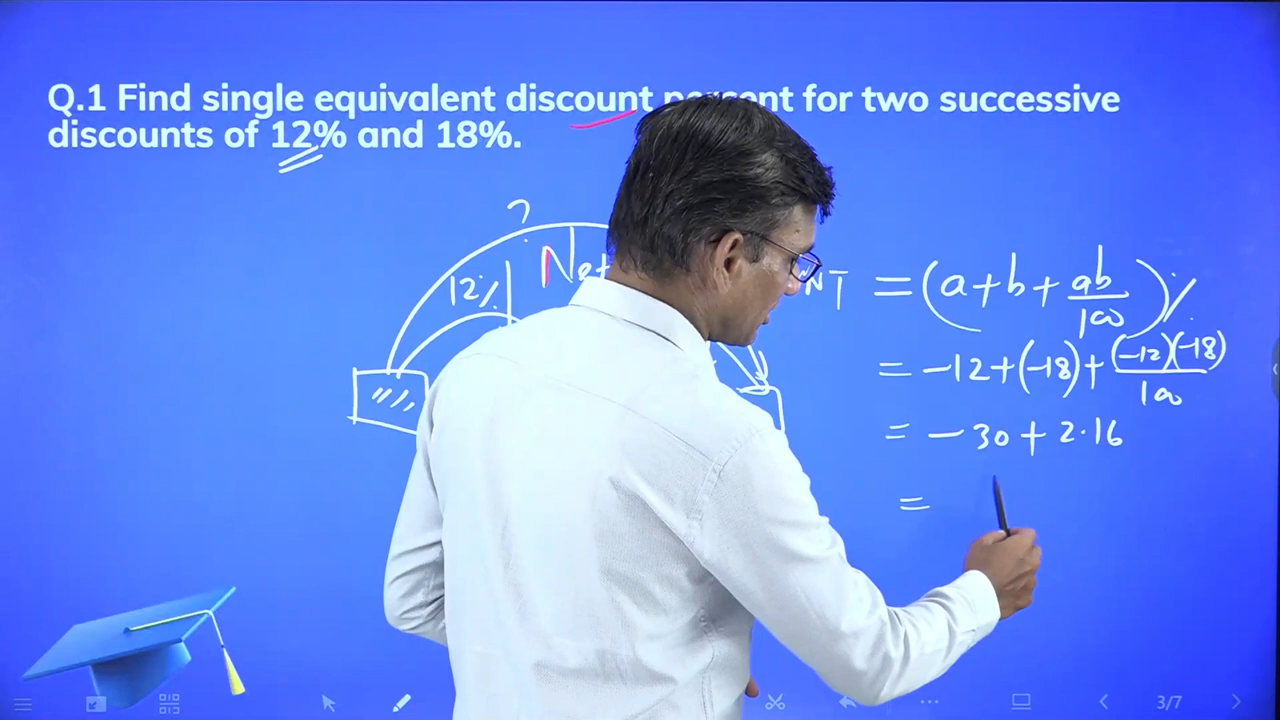 Q.1 Find single equivalent discount percent for two successive
discounts of 12% and 18%.
?
12%
Net
NT = (a+b+ab/100)%
= -12+(-18)+(-12)(-18)/100
= -30+2.16
=
3/7